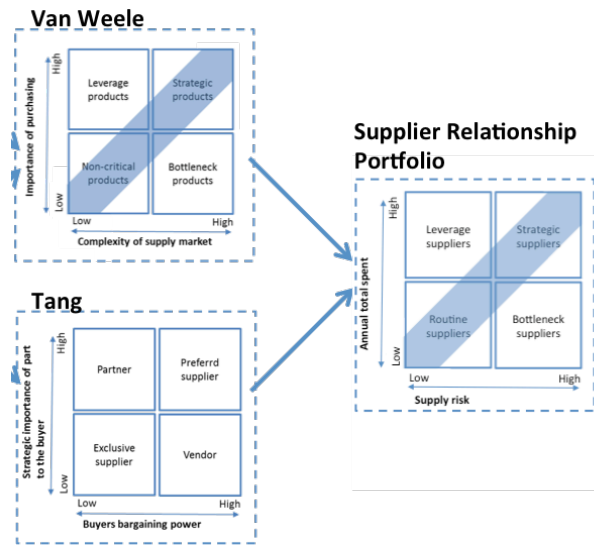 Van Weele
Importance of purchasing
High
Low
Leverage
products
Strategic
products
Non-critical
products
Bottleneck
products
Low
High
Complexity of supply market
Tang
Strategic importance of part
to the buyer
High
Low
Partner
Preferrd
supplier
Exclusive
supplier
Vendor
Low
High
Buyers bargaining power
Supplier Relationship
Portfolio
Annual total spent
High
Low
Leverage
suppliers
Strategic
suppliers
Routine
suppliers
Bottleneck
suppliers
Low
High
Supply risk